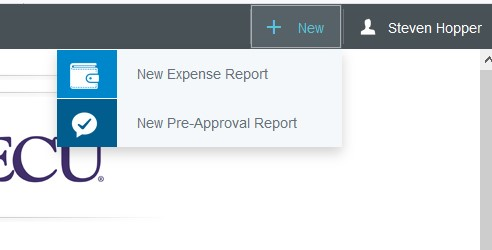 + New
Steven Hopper
New Expense Report
New Pre-Approval Report
ECU®